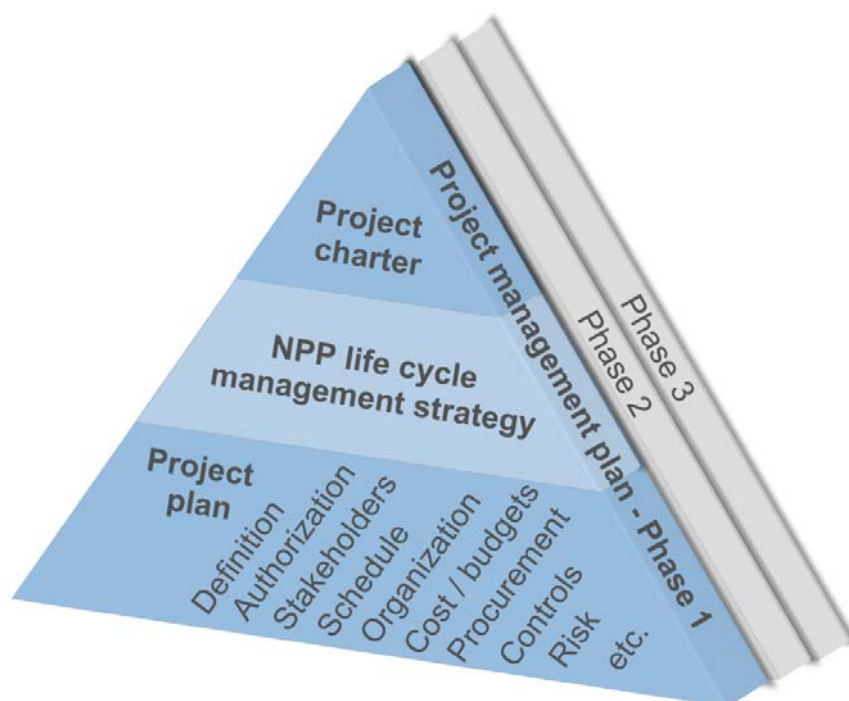 Project
charter
NPP life cycle
management strategy
Project
plan
Definition
Authorization
Stakeholders
Schedule
Organization
Cost / budgets
Procurement
Controls
Risk
etc.
Project management plan - Phase 1
Phase 2
Phase 3